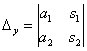 Δy = |a1 s1|
|a2 s2|